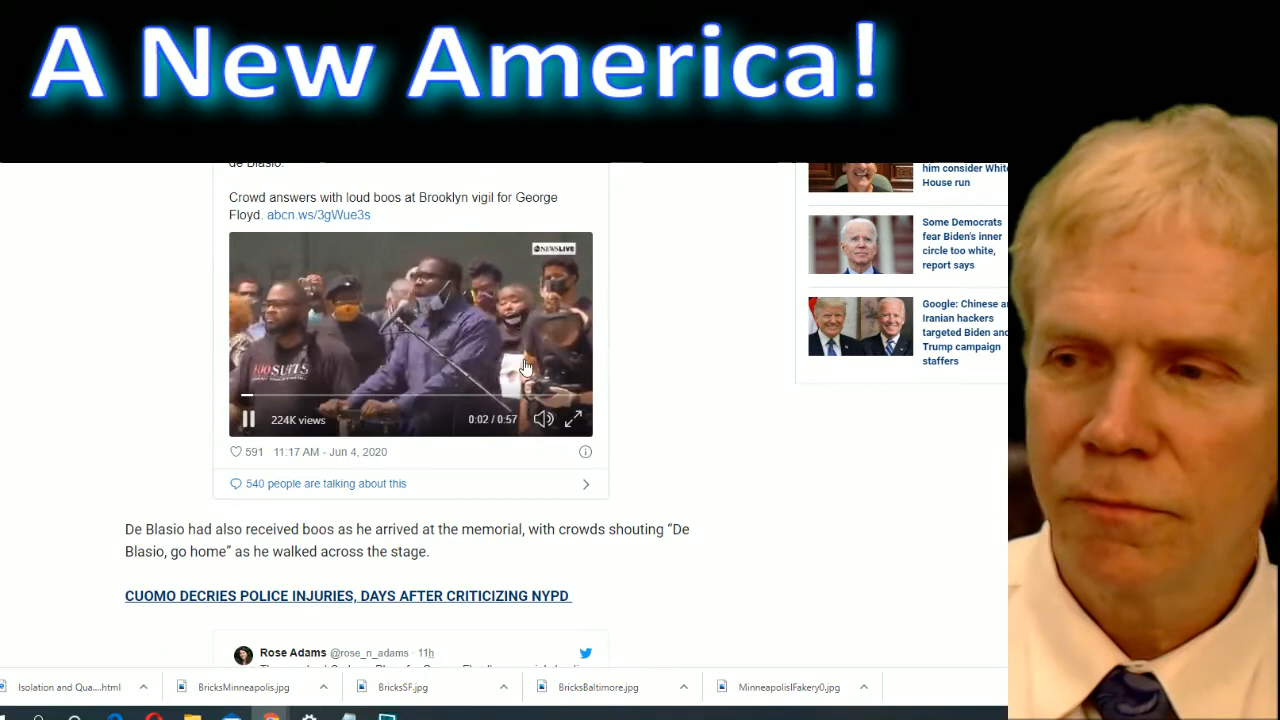 A New America!
de Blasio.
Crowd answers with loud boos at Brooklyn vigil for George
Floyd. abcn.ws/3gWue3s
NEWSLIVE
SUITS
224K views
0:02 / 0:57
591 11:17 AM - Jun 4, 2020
540 people are talking about this
him consider White
House run
Some Democrats
fear Biden's inner
circle too white,
report says
Google: Chinese a
Iranian hackers
targeted Biden and
Trump campaign
staffers
De Blasio had also received boos as he arrived at the memorial, with crowds shouting “De
Blasio, go home” as he walked across the stage.
CUOMO DECRIES POLICE INJURIES, DAYS AFTER CRITICIZING NYPD
Rose Adams @rose_n_adams · 11h
Isolation and Qua....html
BricksMinneapolis.jpg
BricksSF.jpg
BricksBaltimore.jpg
MinneapolisIFakery0.jpg